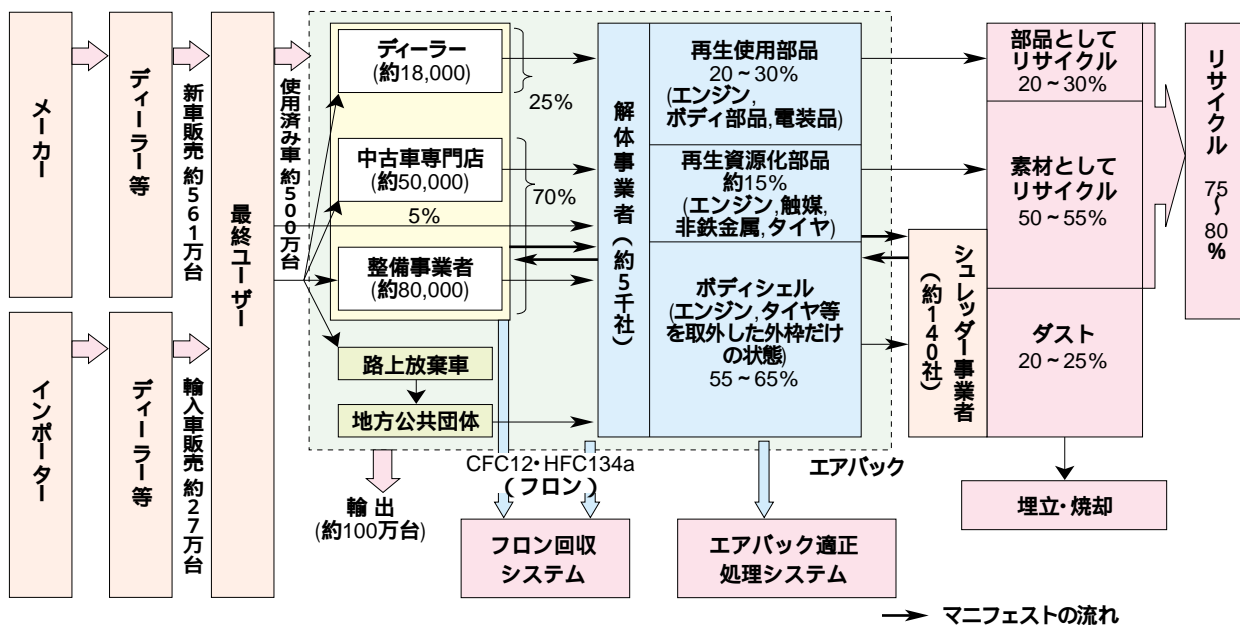 メーカー
インポーター
ディーラー等
ディーラー等
新車販売 約561万台
輸入車販売 約27万台
最終ユーザー
使用済み車 約500万台
ディーラー
(約18,000)
25%
中古車専門店
(約50,000)
70%
5%
整備事業者
(約80,000)
路上放棄車
地方公共団体
輸 出
(約100万台)
CFC12・HFC134a
(フロン)
フロン回収
システム
解体事業者(約5千社)
再生使用部品
20~30%
(エンジン,
ボディ部品,電装品)
再生資源化部品
約15%
(エンジン,触媒,
非鉄金属,タイヤ)
ボディシェル
(エンジン,タイヤ等
を取外した外枠だけ
の状態)
55~65%
エアバック
エアバック適正
処理システム
シュレッダー事業者
(約140社)
部品として
リサイクル
20~30%
素材として
リサイクル
50~55%
ダスト
20~25%
埋立・焼却
リサイクル
75~80%
マニフェストの流れ